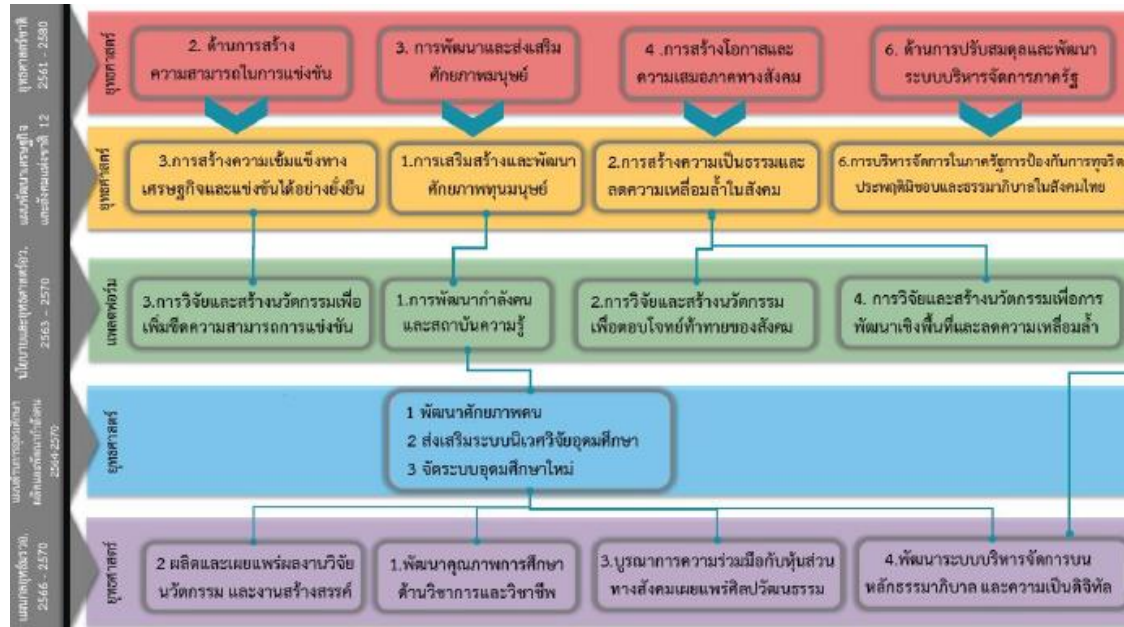 ยุทธศาสตร์ชาติ
2561 - 2580
ยุทธศาสตร์
2. ด้านการสร้าง
ความสามารถในการแข่งขัน
3. การพัฒนาและส่งเสริม
ศักยภาพมนุษย์
4 .การสร้างโอกาสและ
ความเสมอภาคทางสังคม
6. ด้านการปรับสมดุลและพัฒนา
ระบบบริหารจัดการภาครัฐ
แผนพัฒนาเศรษฐกิจ
และสังคมแห่งชาติ 12
ยุทธศาสตร์
3.การสร้างความเข้มแข็งทาง
เศรษฐกิจและแข่งขันได้อย่างยั่งยืน
1.การเสริมสร้างและพัฒนา
ศักยภาพทุนมนุษย์
2.การสร้างความเป็นธรรมและ
ลดความเหลื่อมล้ำในสังคม
6.การบริหารจัดการในภาครัฐการป้องกันการทุจริต
ประพฤติมิชอบและธรรมาภิบาลในสังคมไทย
นโยบายและยุทธศาสตร์อว.
2563 - 2570
แพลตฟอร์ม
3.การวิจัยและสร้างนวัตกรรมเพื่อ
เพิ่มขีดความสามารถการแข่งขัน
1.การพัฒนากำลังคน
และสถาบันความรู้
2.การวิจัยและสร้างนวัตกรรม
เพื่อตอบโจทย์ท้าทายของสังคม
4. การวิจัยและสร้างนวัตกรรมเพื่อการ
พัฒนาเชิงพื้นที่และลดความเหลื่อมล้ำ
แผนด้านการอุดมศึกษา
ผลิตและพัฒนากำลังคน
2564-2570
ยุทธศาสตร์
1 พัฒนาศักยภาพคน
2 ส่งเสริมระบบนิเวศวิจัยอุดมศึกษา
3 จัดระบบอุดมศึกษาใหม่
2566 - 2570
ยุทธศาสตร์
2 ผลิตและเผยแพร่ผลงานวิจัย
นวัตกรรม และงานสร้างสรรค์
1.พัฒนาคุณภาพการศึกษา
ด้านวิชาการและวิชาชีพ
3.บูรณาการความร่วมมือกับหุ้นส่วน
ทางสังคมเผยแพร่ศิลปวัฒนธรรม
4.พัฒนาระบบบริหารจัดการบน
หลักธรรมาภิบาล และความเป็นดิจิทัล